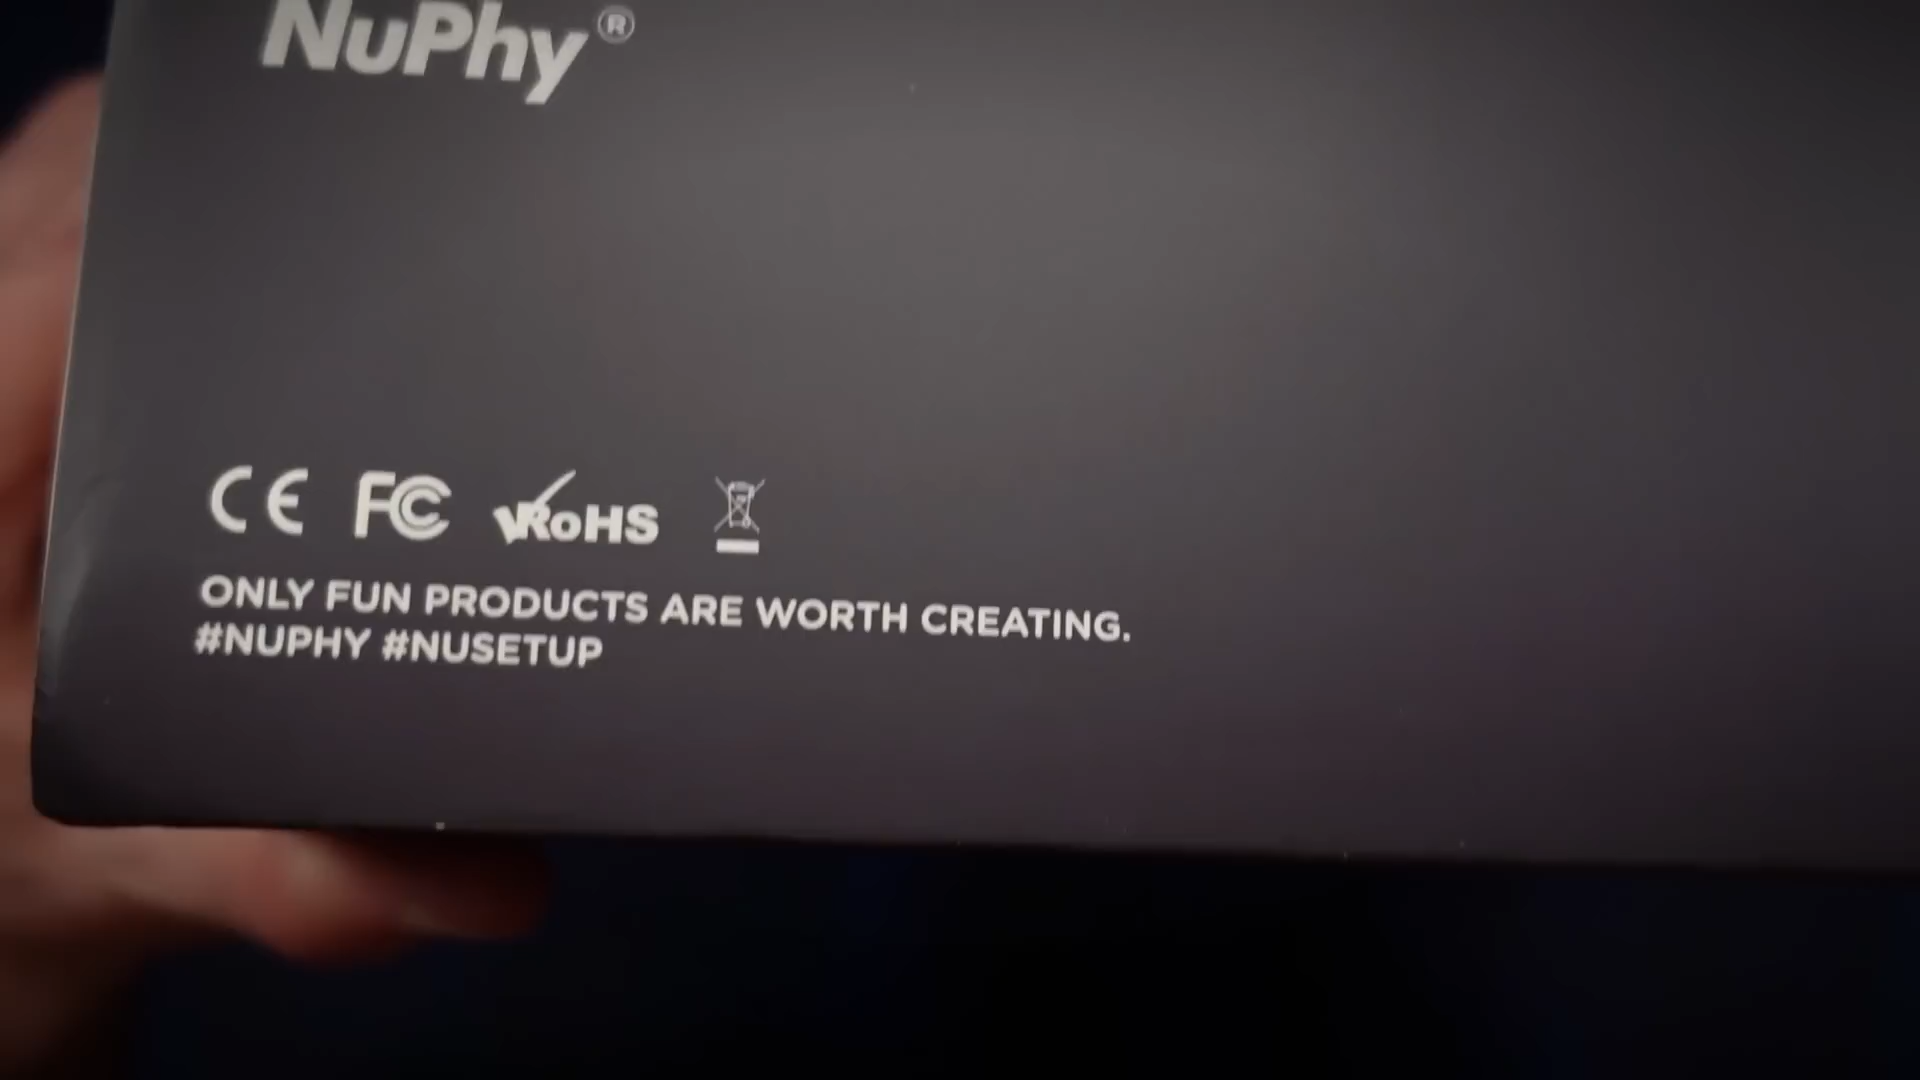 NuPhy®
CE FC RoHS
ONLY FUN PRODUCTS ARE WORTH CREATING.
#NUPHY #NUSETUP